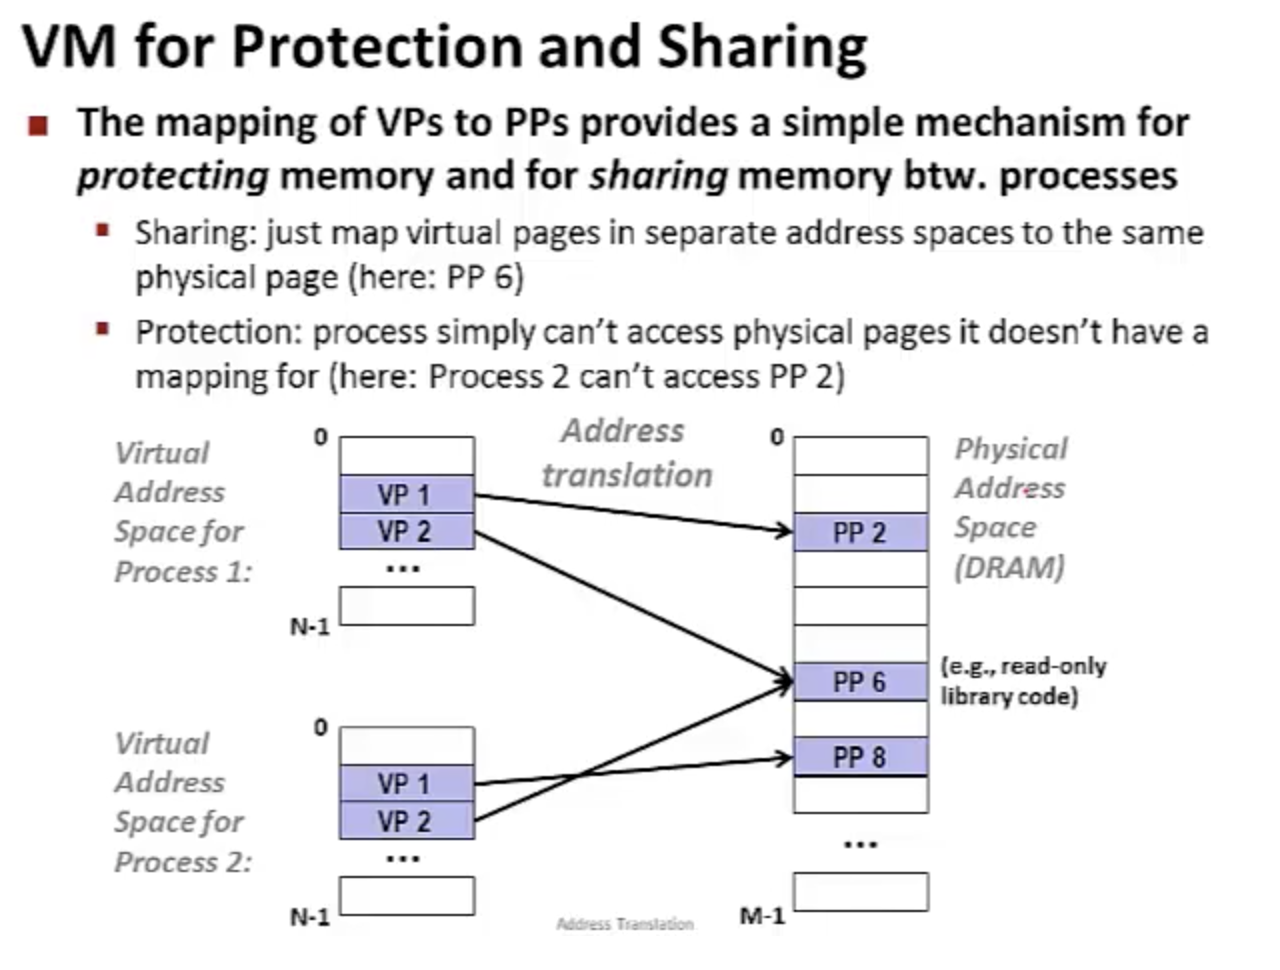 VM for Protection and Sharing
The mapping of VPs to PPs provides a simple mechanism for
protecting memory and for sharing memory btw. processes
Sharing: just map virtual pages in separate address spaces to the same
physical page (here: PP 6)
Protection: process simply can't access physical pages it doesn't have a
mapping for (here: Process 2 can't access PP 2)
Virtual
Address
Space for
Process 1:
0
VP 1
VP 2
...
N-1
Address
translation
0
PP 2
PP 6
PP 8
...
M-1
Physical
Address
Space
(DRAM)
(e.g., read-only
library code)
Virtual
Address
Space for
Process 2:
0
VP 1
VP 2
...
N-1
Address Translation